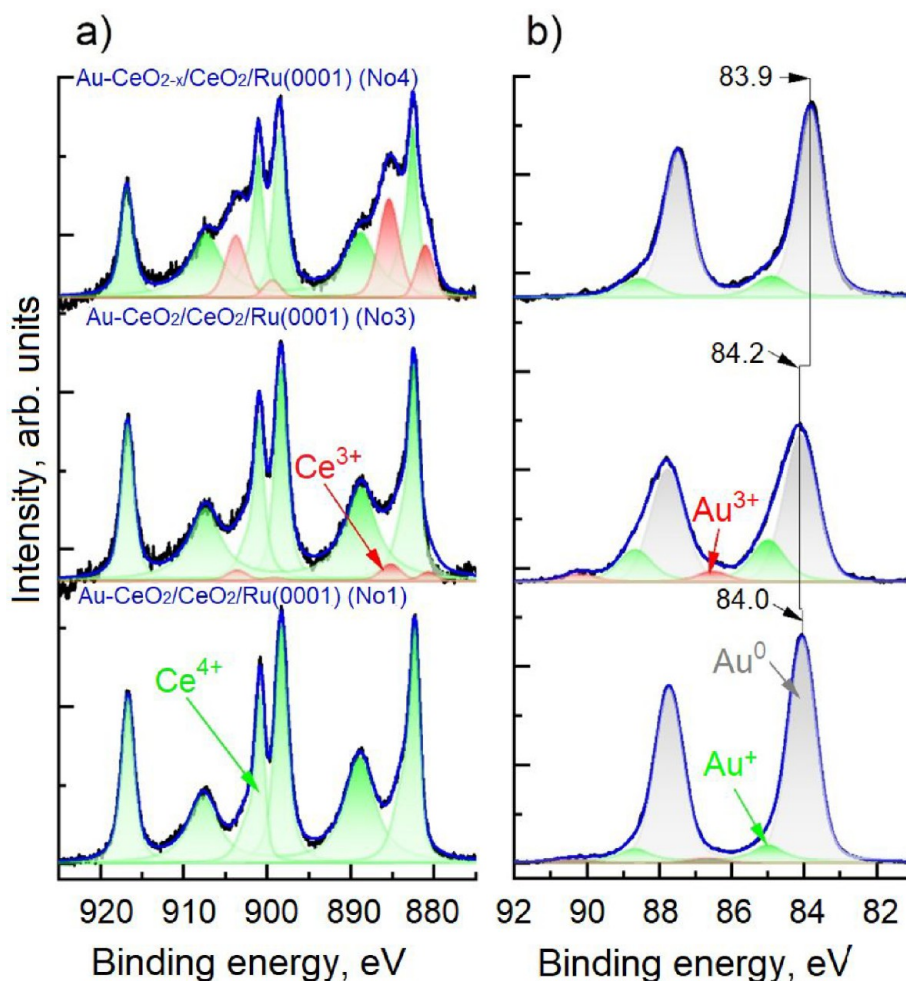 a)
b)
Au-CeO₂₋ₓ/CeO₂/Ru(0001) (No4)
83.9
Au-CeO₂/CeO₂/Ru(0001) (No3)
84.2
Ce³⁺
Au³⁺
Au-CeO₂/CeO₂/Ru(0001) (No1)
84.0
Ce⁴⁺
Au⁰
Au⁺
Intensity, arb. units
920 910 900 890 880
92 90 88 86 84 82
Binding energy, eV
Binding energy, eV